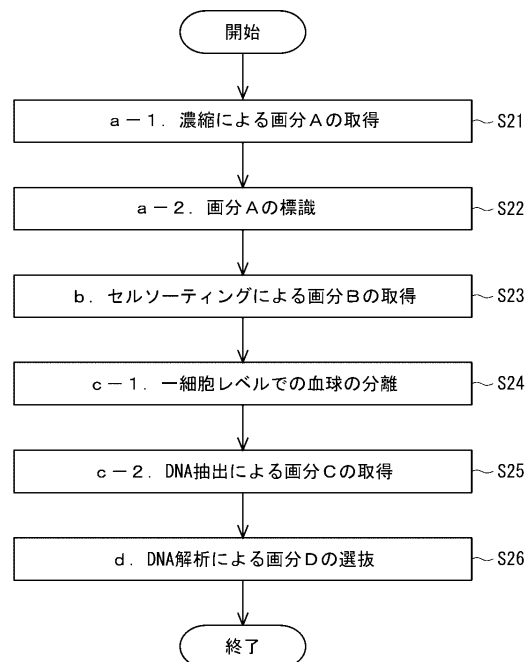 開始
a－1．濃縮による画分Aの取得 S21
a－2．画分Aの標識 S22
b．セルソーティングによる画分Bの取得 S23
c－1．一細胞レベルでの血球の分離 S24
c－2．DNA抽出による画分Cの取得 S25
d．DNA解析による画分Dの選抜 S26
終了